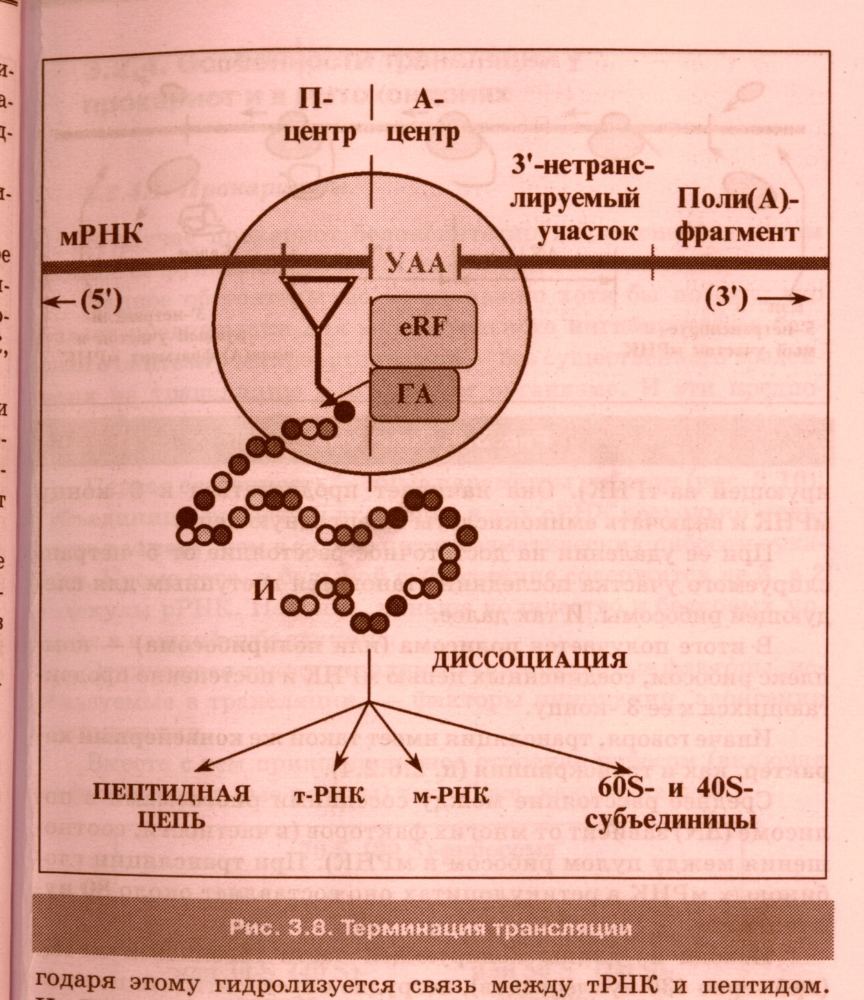 П- А-
центр центр
3'-нетранс-
лируемый Поли(А)-
участок фрагмент
мРНК
УАА
(5') (3')
eRF
ГА
И
ДИССОЦИАЦИЯ
ПЕПТИДНАЯ т-РНК м-РНК 60S- и 40S-
ЦЕПЬ субъединицы
Рис. 3.8. Терминация трансляции
годаря этому гидролизуется связь между тРНК и пептидом.